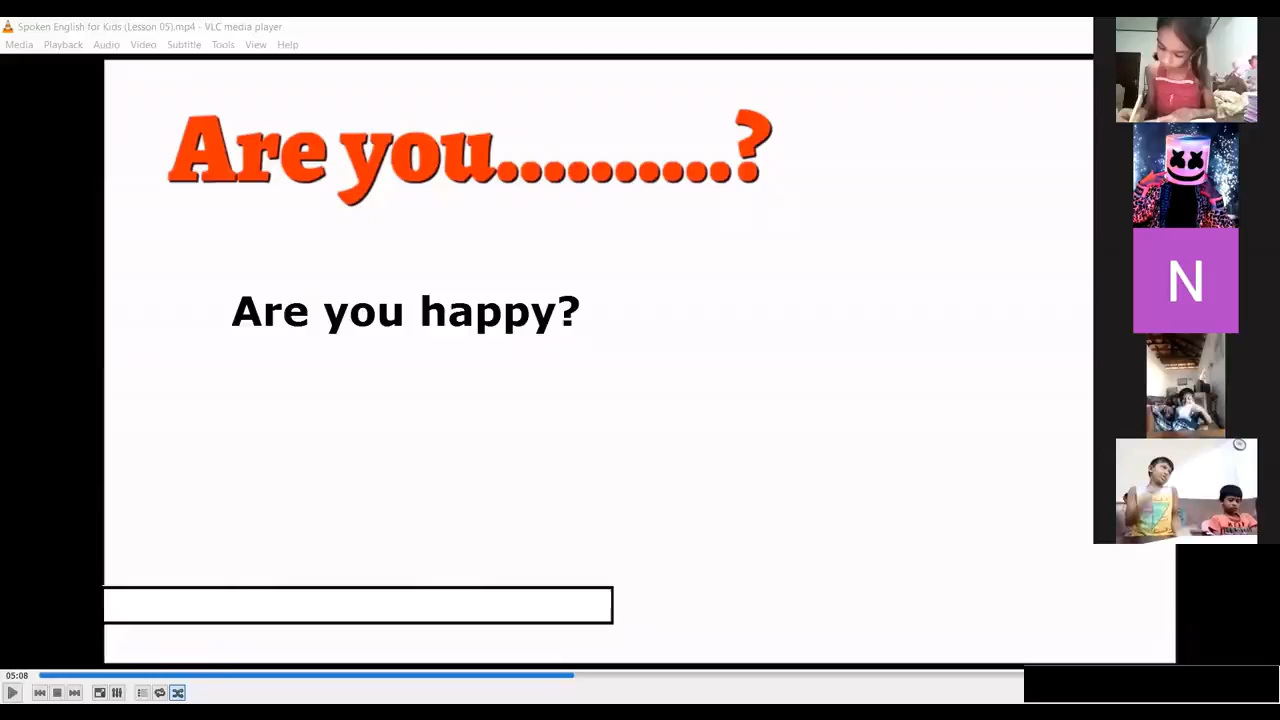 Spoken English for Kids (Lesson 05).mp4 - VLC media player
Media Playback Audio Video Subtitle Tools View Help
Are you..........?
Are you happy?
N
05:08